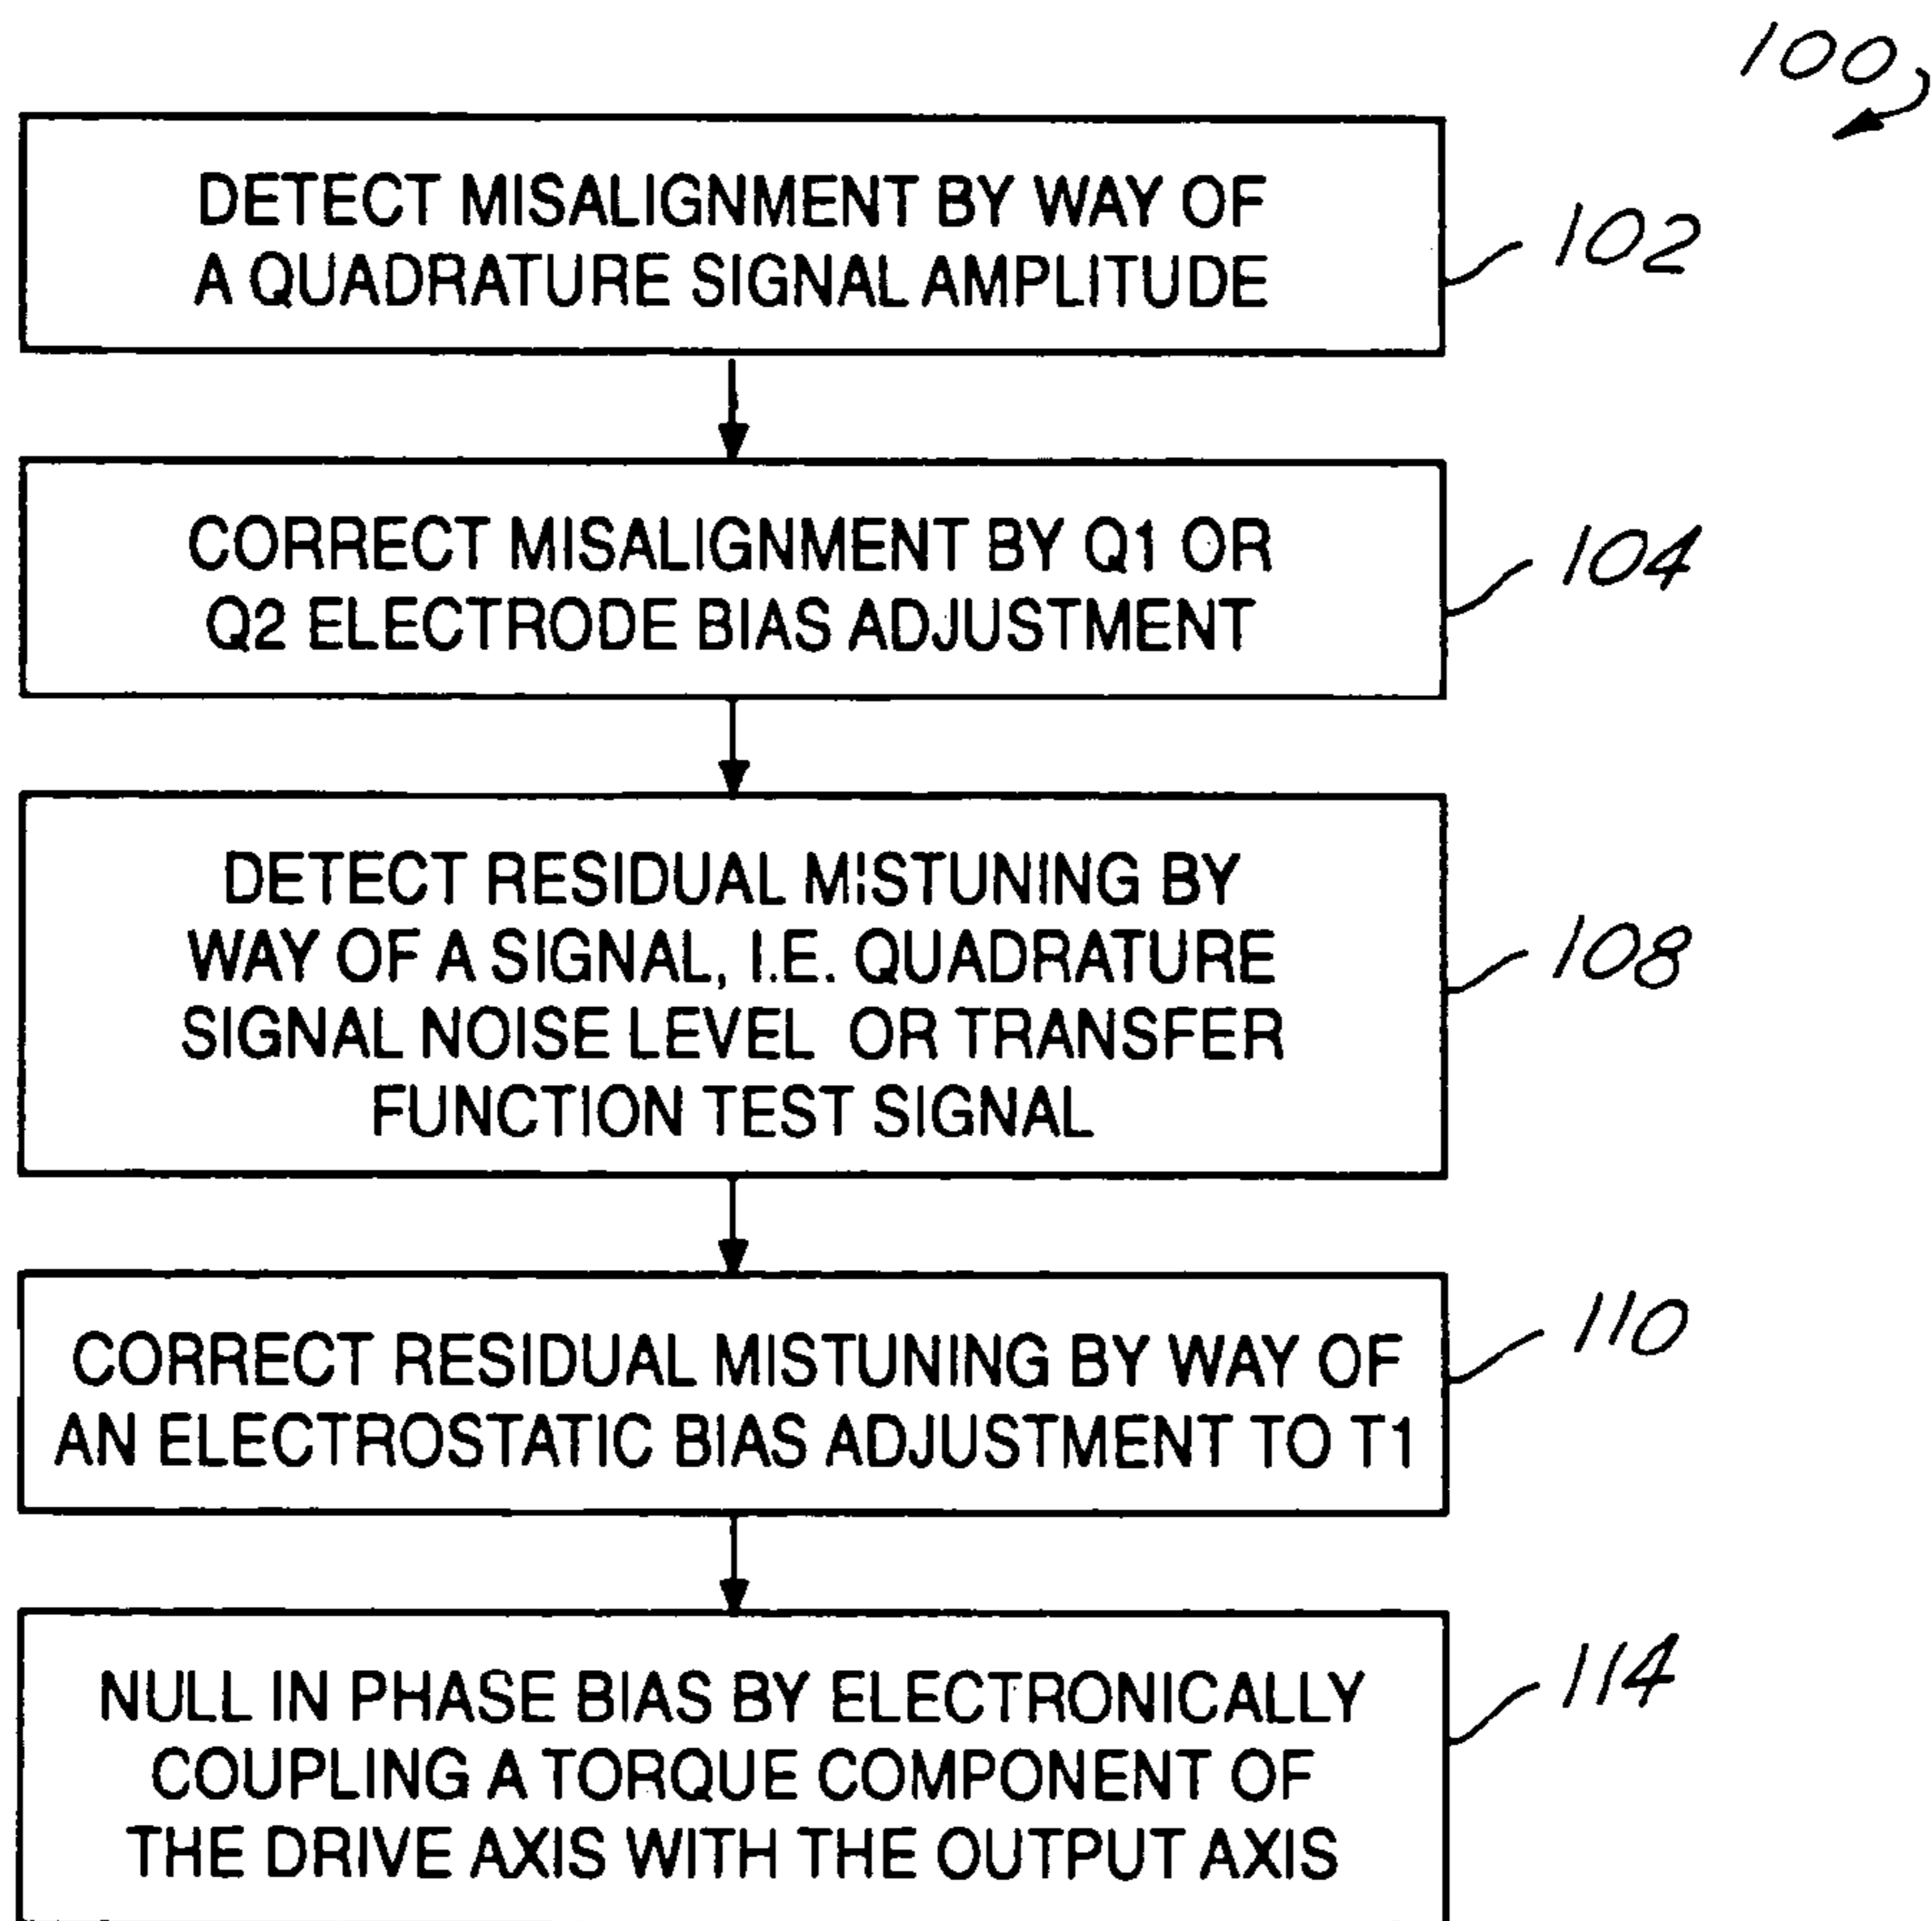 100
DETECT MISALIGNMENT BY WAY OF
A QUADRATURE SIGNAL AMPLITUDE
102
CORRECT MISALIGNMENT BY Q1 OR
Q2 ELECTRODE BIAS ADJUSTMENT
104
DETECT RESIDUAL MISTUNING BY
WAY OF A SIGNAL, I.E. QUADRATURE
SIGNAL NOISE LEVEL OR TRANSFER
FUNCTION TEST SIGNAL
108
CORRECT RESIDUAL MISTUNING BY WAY OF
AN ELECTROSTATIC BIAS ADJUSTMENT TO T1
110
NULL IN PHASE BIAS BY ELECTRONICALLY
COUPLING A TORQUE COMPONENT OF
THE DRIVE AXIS WITH THE OUTPUT AXIS
114